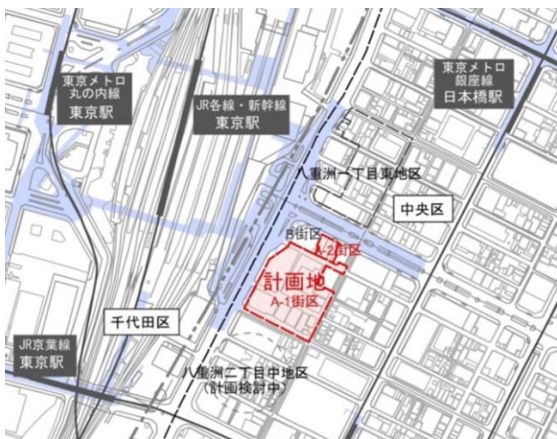 東京メトロ
丸の内線
東京駅
JR各線・新幹線
東京駅
東京メトロ
銀座線
日本橋駅
八重洲一丁目東地区
中央区
B街区
A-2街区
計画地
A-1街区
千代田区
JR京葉線
東京駅
八重洲二丁目中地区
(計画検討中)